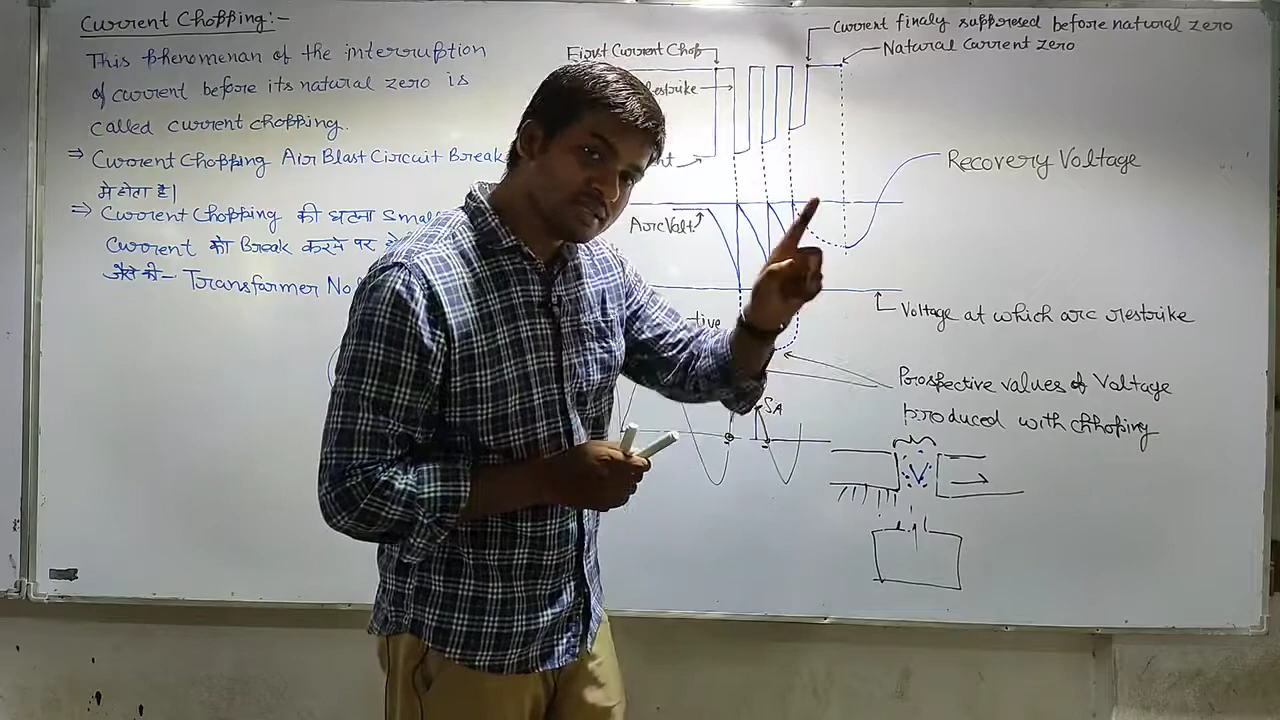 Current Chopping:-
This phenomenan of the interruption
of current before its natural zero is
called current chopping.
⇒ Current Chopping Air Blast Circuit Break
में होता है।
⇒ Current Chopping की घटना Small
Current को Break करने पर
जैसे की- Transformer No
First Current Chop
Current finaly suppresed before natural zero
Natural Current zero
Restrike
Recovery Voltage
Arc Volt.
Voltage at which arc restrike
Prospective values of Voltage
produced with chhoping
SA
V